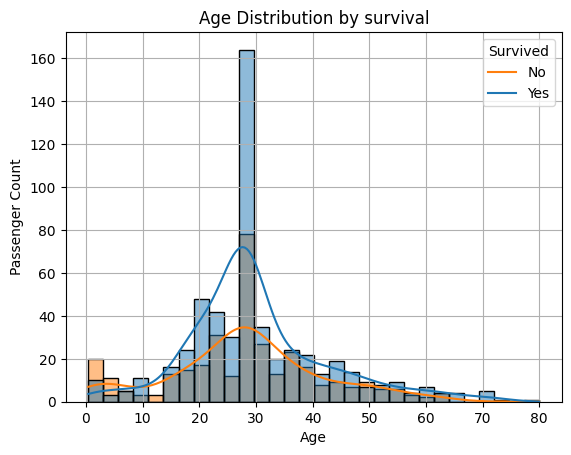 Age Distribution by survival
Survived
No
Yes
Passenger Count
160
140
120
100
80
60
40
20
0
0 10 20 30 40 50 60 70 80
Age